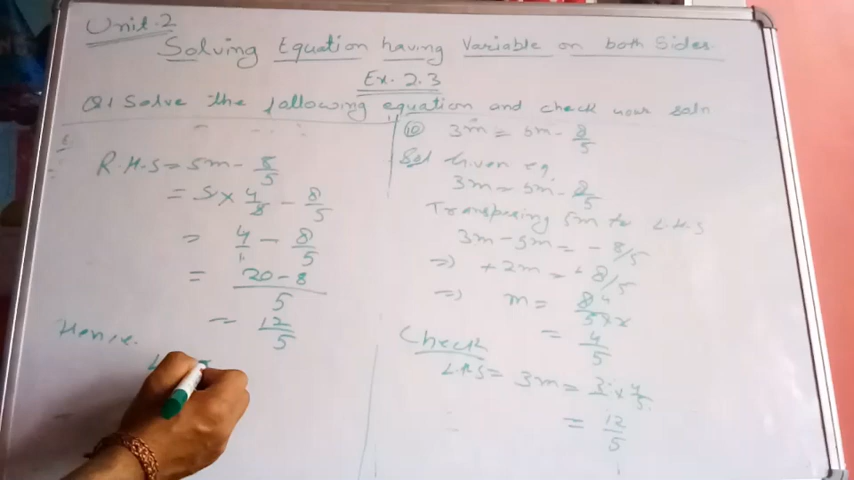 Unit-2
Solving Equation having Variable on both Sides.
Ex. 2.3
Q1 Solve the following equation and check your soln
⑩ 3m = 5m - 8/5
Sol Given eq
3m = 5m - 8/5
Transposing 5m to L.H.S
3m - 5m = - 8/5
=> +2m = + 8/5
=> m = 8 4/5×2
= 4/5
Check
L.H.S = 3m = 3 × 4/5
= 12/5
R.H.S = 5m - 8/5
= 5 × 4/5 - 8/5
= 4/1 - 8/5
= 20 - 8/5
= 12/5
Hence.